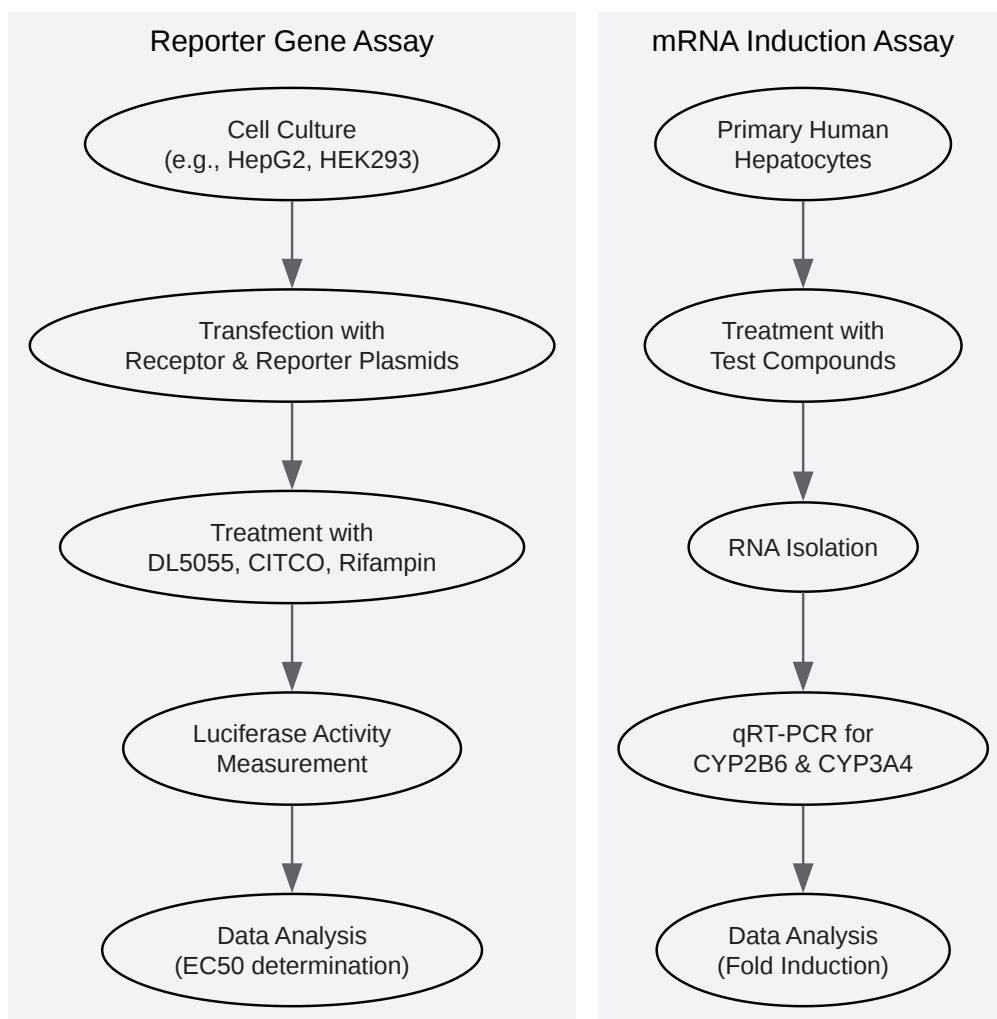 Reporter Gene Assay
Cell Culture
(e.g., HepG2, HEK293)
Transfection with
Receptor & Reporter Plasmids
Treatment with
DL5055, CITCO, Rifampin
Luciferase Activity
Measurement
Data Analysis
(EC50 determination)
mRNA Induction Assay
Primary Human
Hepatocytes
Treatment with
Test Compounds
RNA Isolation
qRT-PCR for
CYP2B6 & CYP3A4
Data Analysis
(Fold Induction)